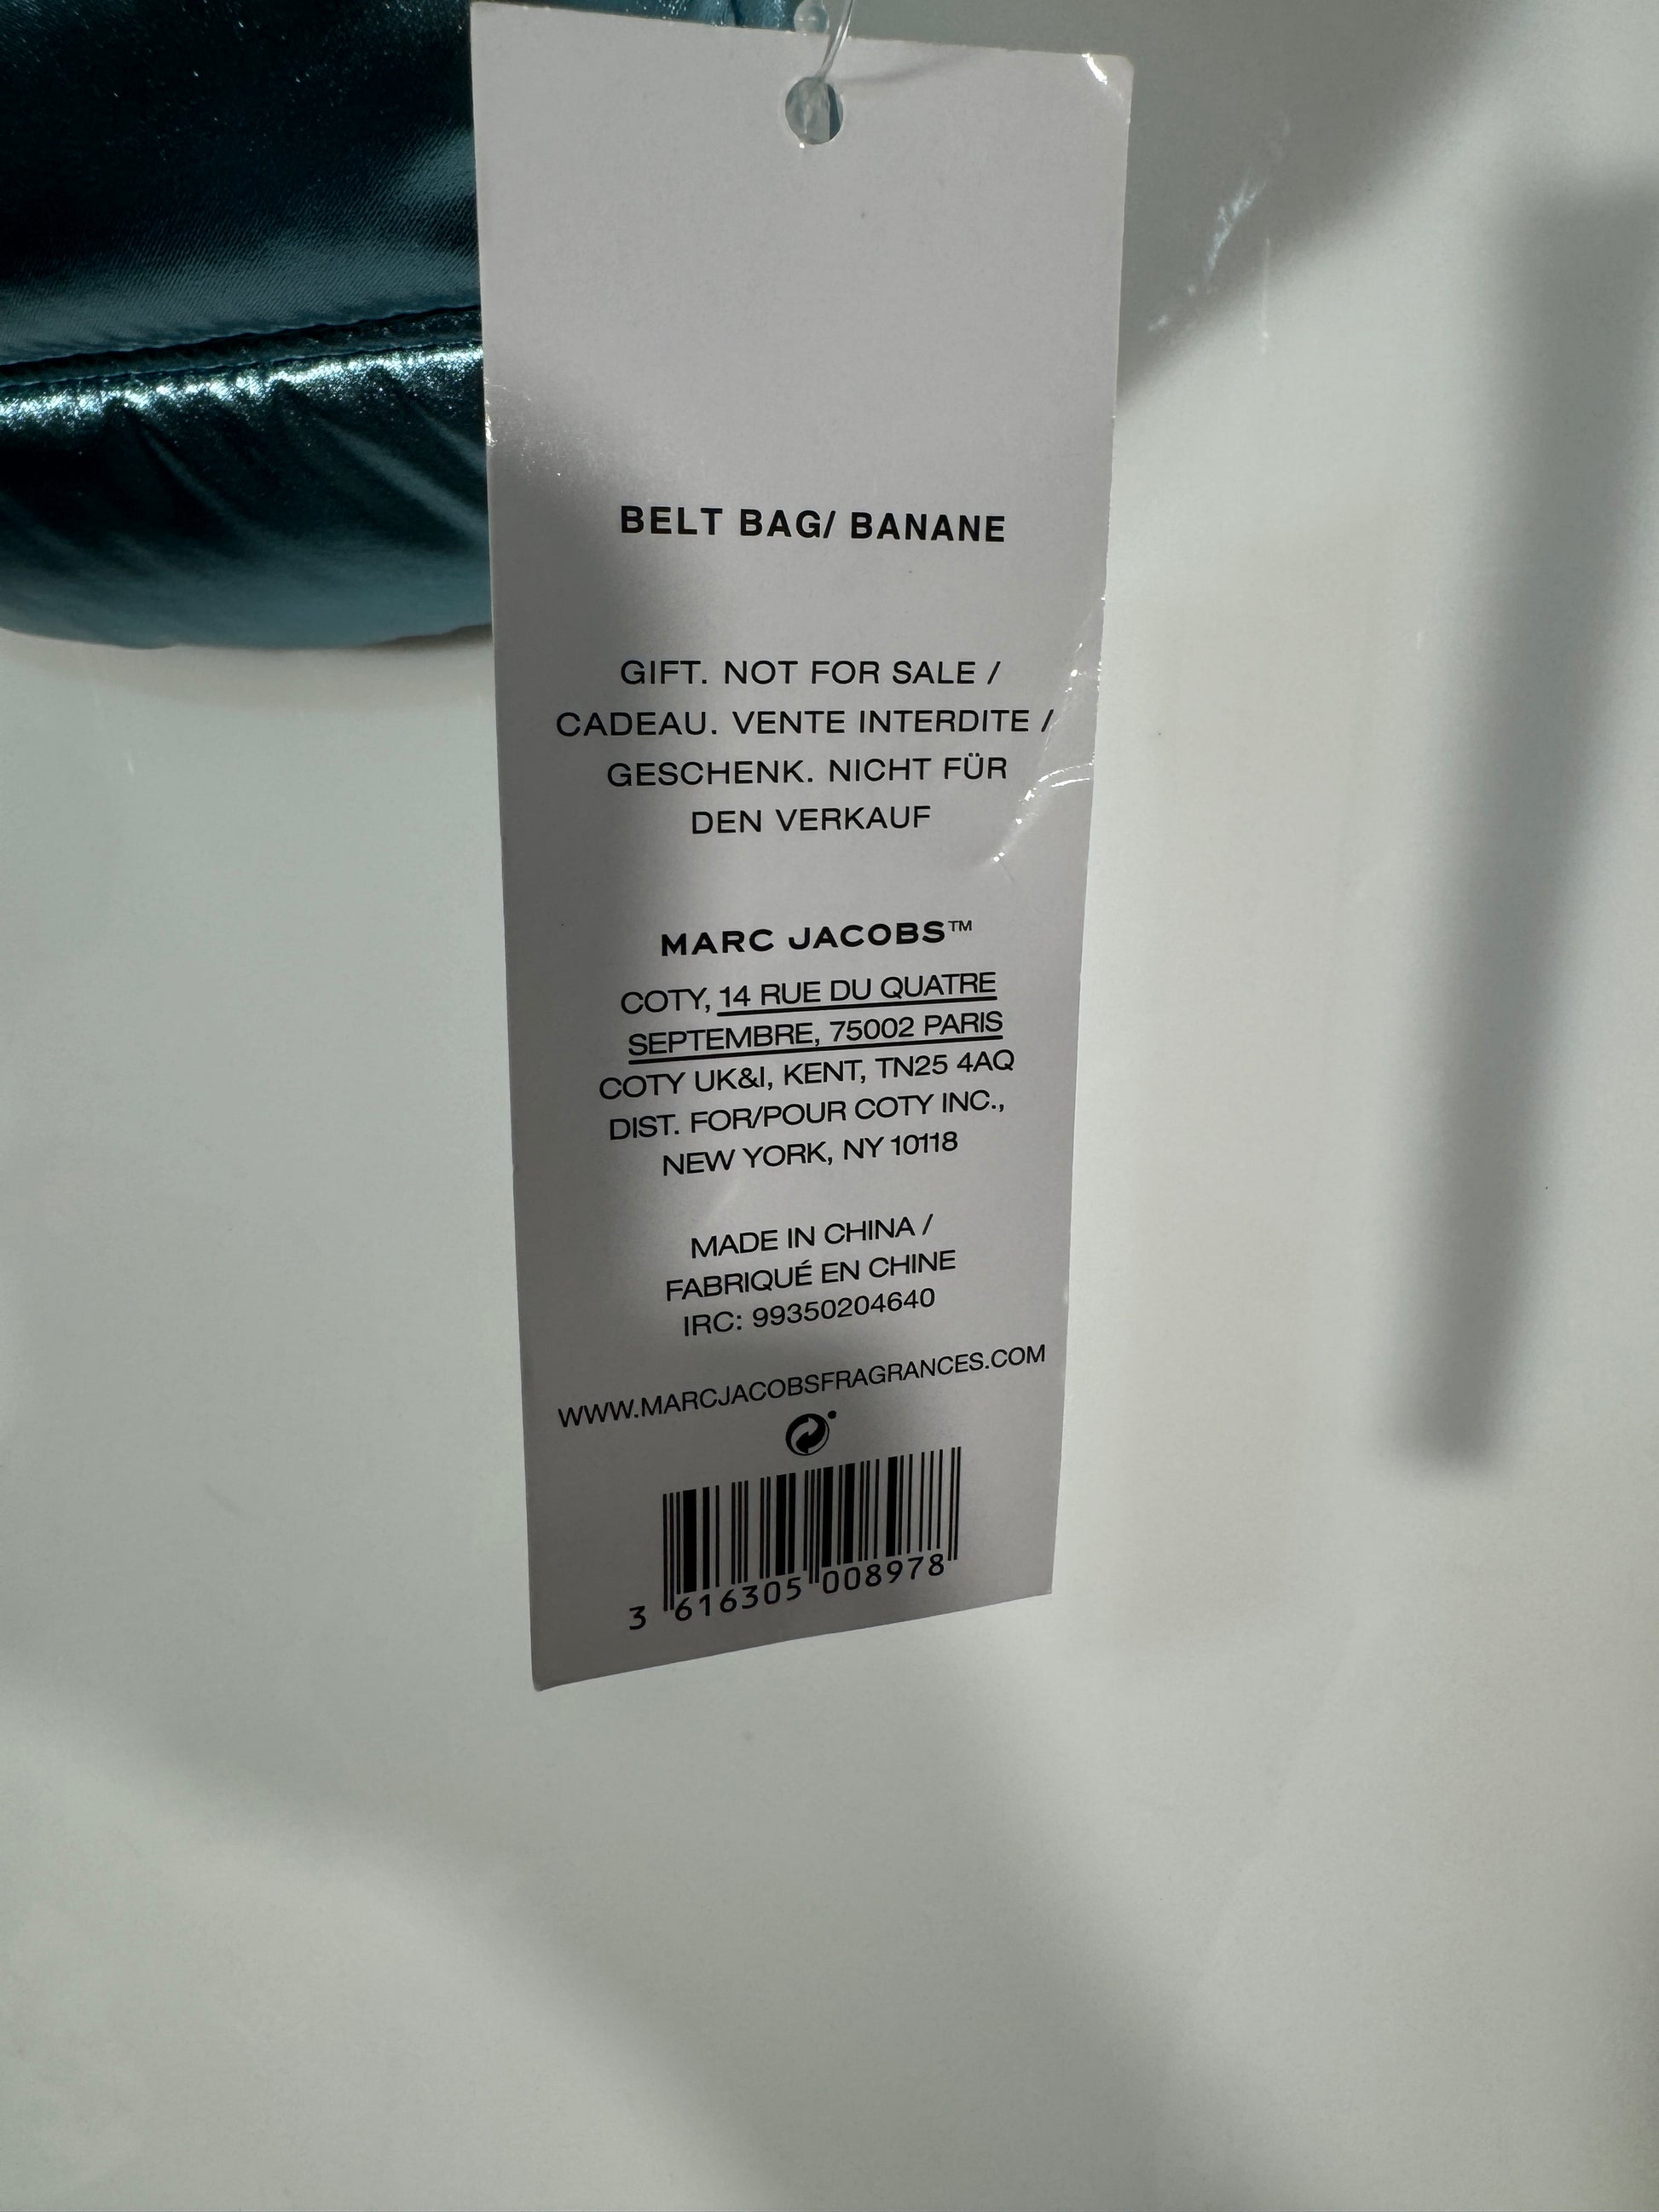 BELT BAG/ BANANE
GIFT. NOT FOR SALE /
CADEAU. VENTE INTERDITE /
GESCHENK. NICHT FÜR
DEN VERKAUF
MARC JACOBS™
COTY, 14 RUE DU QUATRE
SEPTEMBRE, 75002 PARIS
COTY UK&I, KENT, TN25 4AQ
DIST. FOR/POUR COTY INC.,
NEW YORK, NY 10118
MADE IN CHINA /
FABRIQUÉ EN CHINE
IRC: 99350204640
WWW.MARCJACOBSFRAGRANCES.COM
3 616305 008978